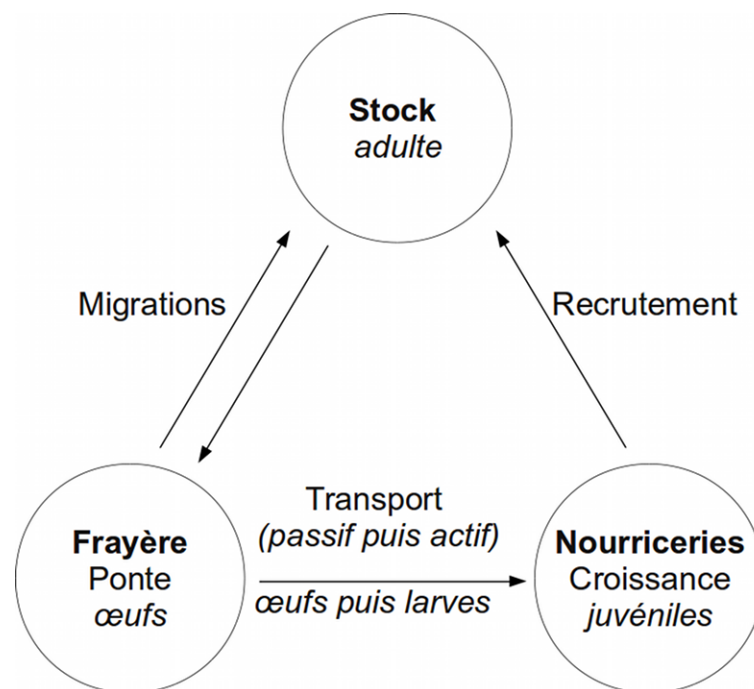 Stock
adulte
Migrations
Recrutement
Frayère
Ponte
œufs
Transport
(passif puis actif)
œufs puis larves
Nourriceries
Croissance
juvéniles